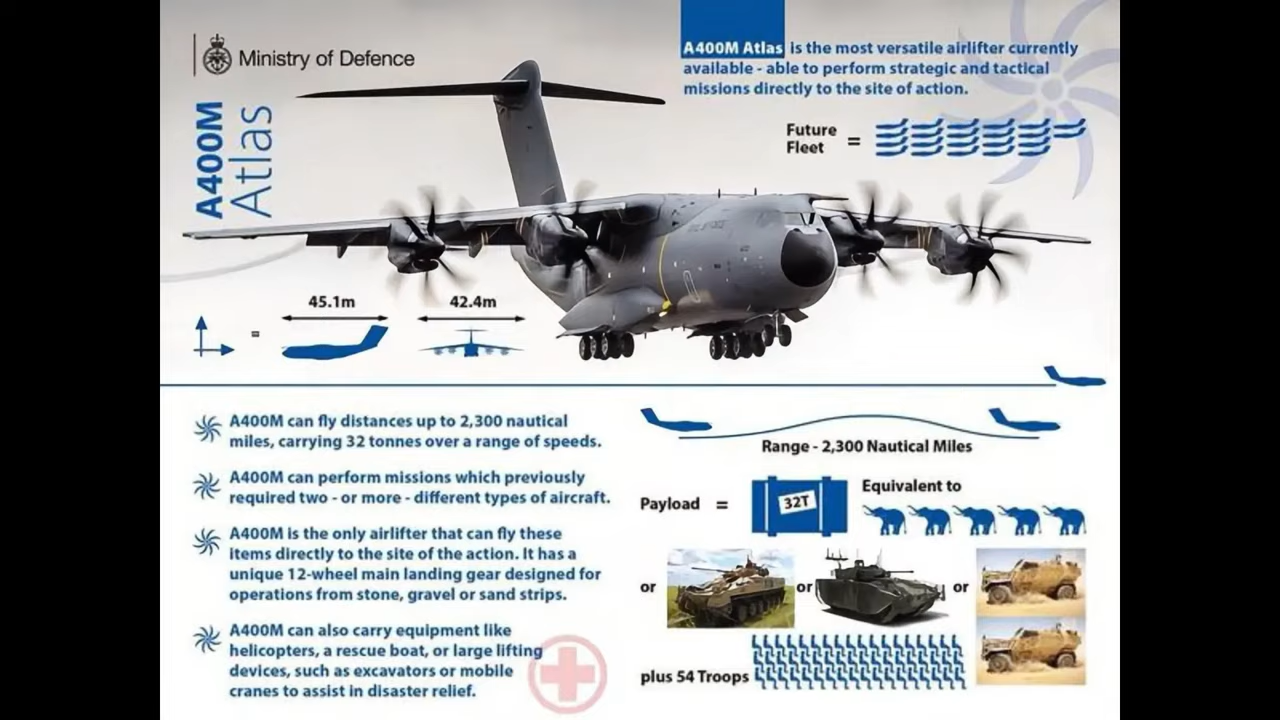 Ministry of Defence
A400M
Atlas
A400M Atlas is the most versatile airlifter currently
available - able to perform strategic and tactical
missions directly to the site of action.
Future
Fleet =
45.1m
42.4m
=
A400M can fly distances up to 2,300 nautical
miles, carrying 32 tonnes over a range of speeds.
A400M can perform missions which previously
required two - or more - different types of aircraft.
A400M is the only airlifter that can fly these
items directly to the site of the action. It has a
unique 12-wheel main landing gear designed for
operations from stone, gravel or sand strips.
A400M can also carry equipment like
helicopters, a rescue boat, or large lifting
devices, such as excavators or mobile
cranes to assist in disaster relief.
Range - 2,300 Nautical Miles
Payload =
32T
Equivalent to
or
or
or
plus 54 Troops